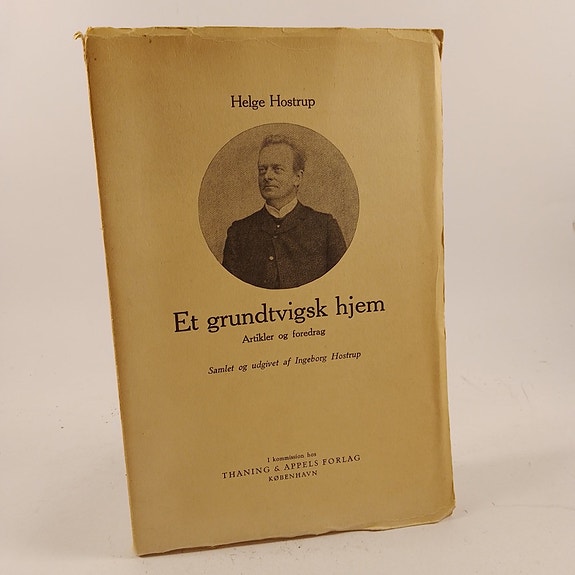 Helge Hostrup
Et grundtvigsk hjem
Artikler og foredrag
Samlet og udgivet af Ingeborg Hostrup
I kommission hos
THANING & APPELS FORLAG
KØBENHAVN